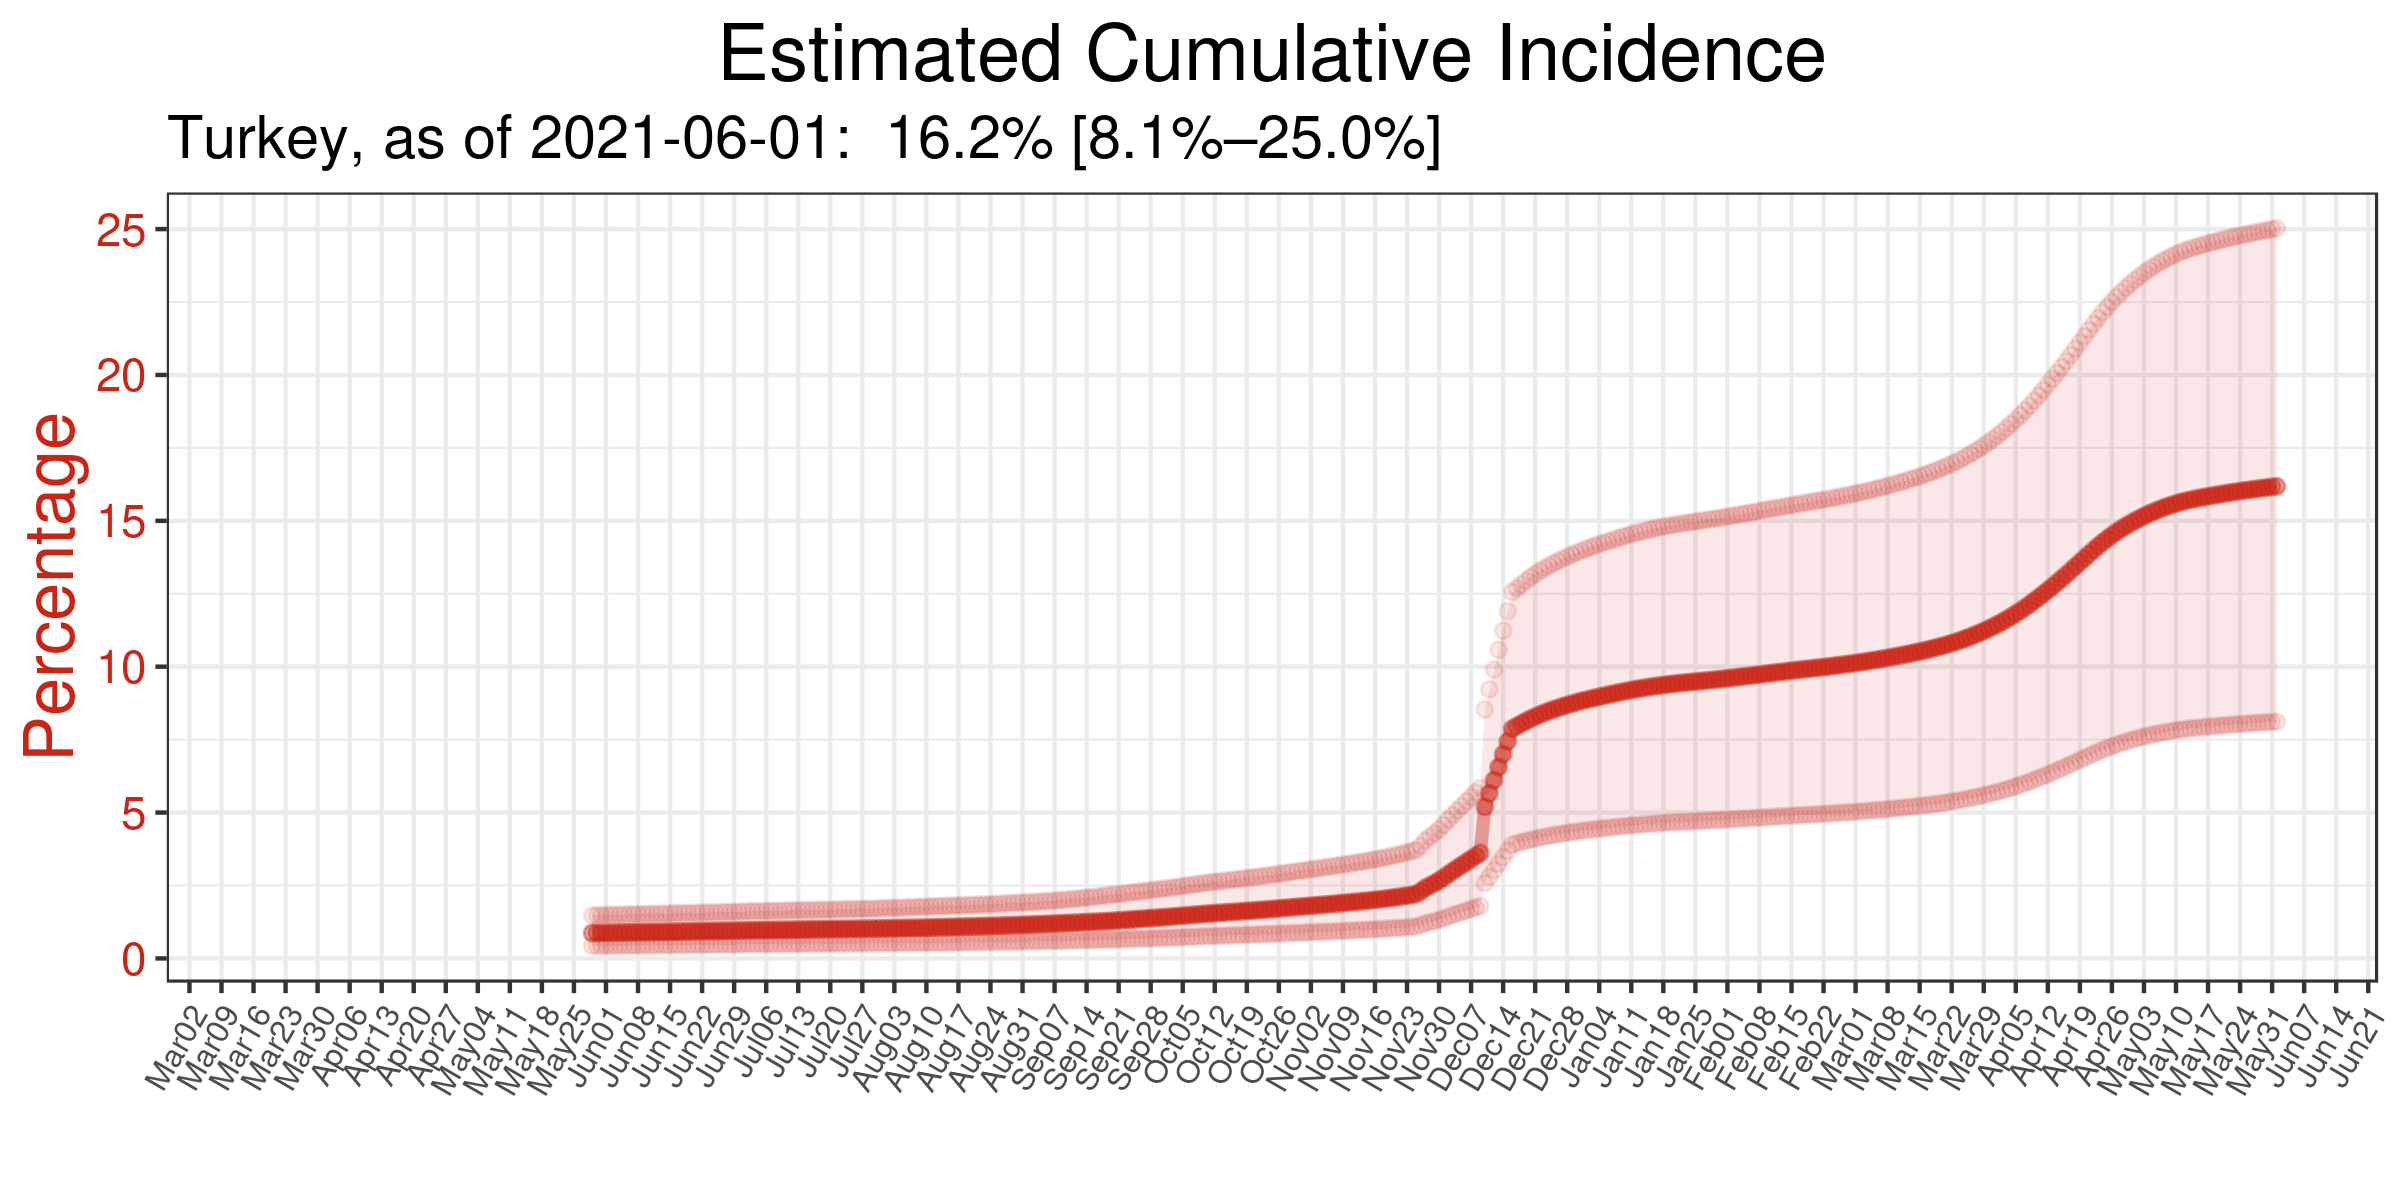 Estimated Cumulative Incidence
Turkey, as of 2021-06-01:  16.2% [8.1%–25.0%]
Percentage
25
20
15
10
5
0
Mar02
Mar09
Mar16
Mar23
Mar30
Apr06
Apr13
Apr20
Apr27
May04
May11
May18
May25
Jun01
Jun08
Jun15
Jun22
Jun29
Jul06
Jul13
Jul20
Jul27
Aug03
Aug10
Aug17
Aug24
Aug31
Sep07
Sep14
Sep21
Sep28
Oct05
Oct12
Oct19
Oct26
Nov02
Nov09
Nov16
Nov23
Nov30
Dec07
Dec14
Dec21
Dec28
Jan04
Jan11
Jan18
Jan25
Feb01
Feb08
Feb15
Feb22
Mar01
Mar08
Mar15
Mar22
Mar29
Apr05
Apr12
Apr19
Apr26
May03
May10
May17
May24
May31
Jun07
Jun14
Jun21